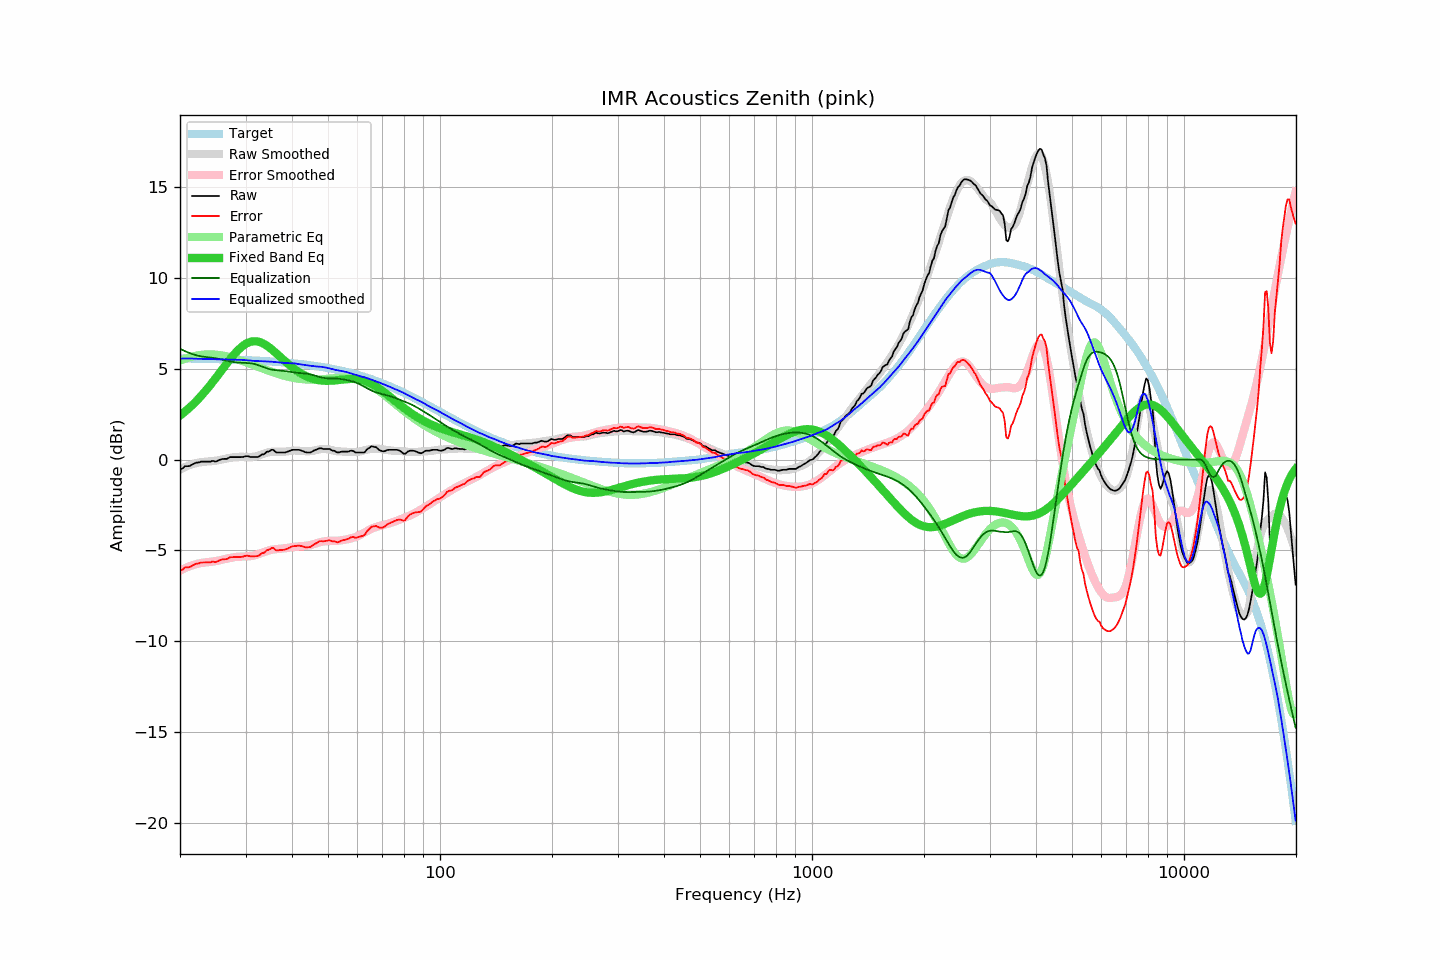 IMR Acoustics Zenith (pink)
Target
Raw Smoothed
Error Smoothed
Raw
Error
Parametric Eq
Fixed Band Eq
Equalization
Equalized smoothed
15
10
5
0
−5
−10
−15
−20
Amplitude (dBr)
100
1000
10000
Frequency (Hz)